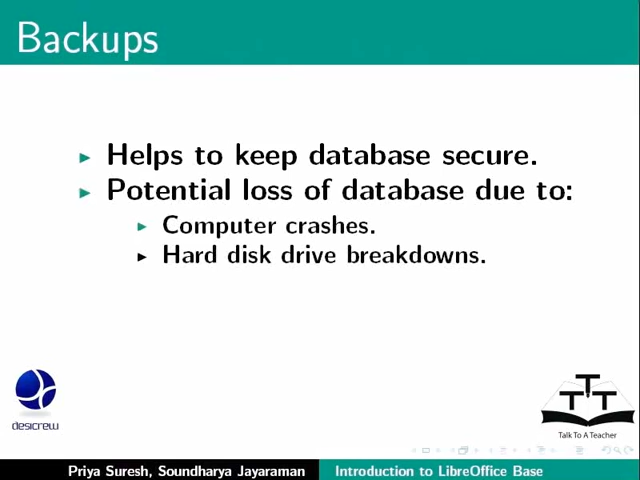 Backups
Helps to keep database secure.
Potential loss of database due to:
Computer crashes.
Hard disk drive breakdowns.
desicrew
TTT
Talk To A Teacher
Priya Suresh, Soundharya Jayaraman
Introduction to LibreOffice Base